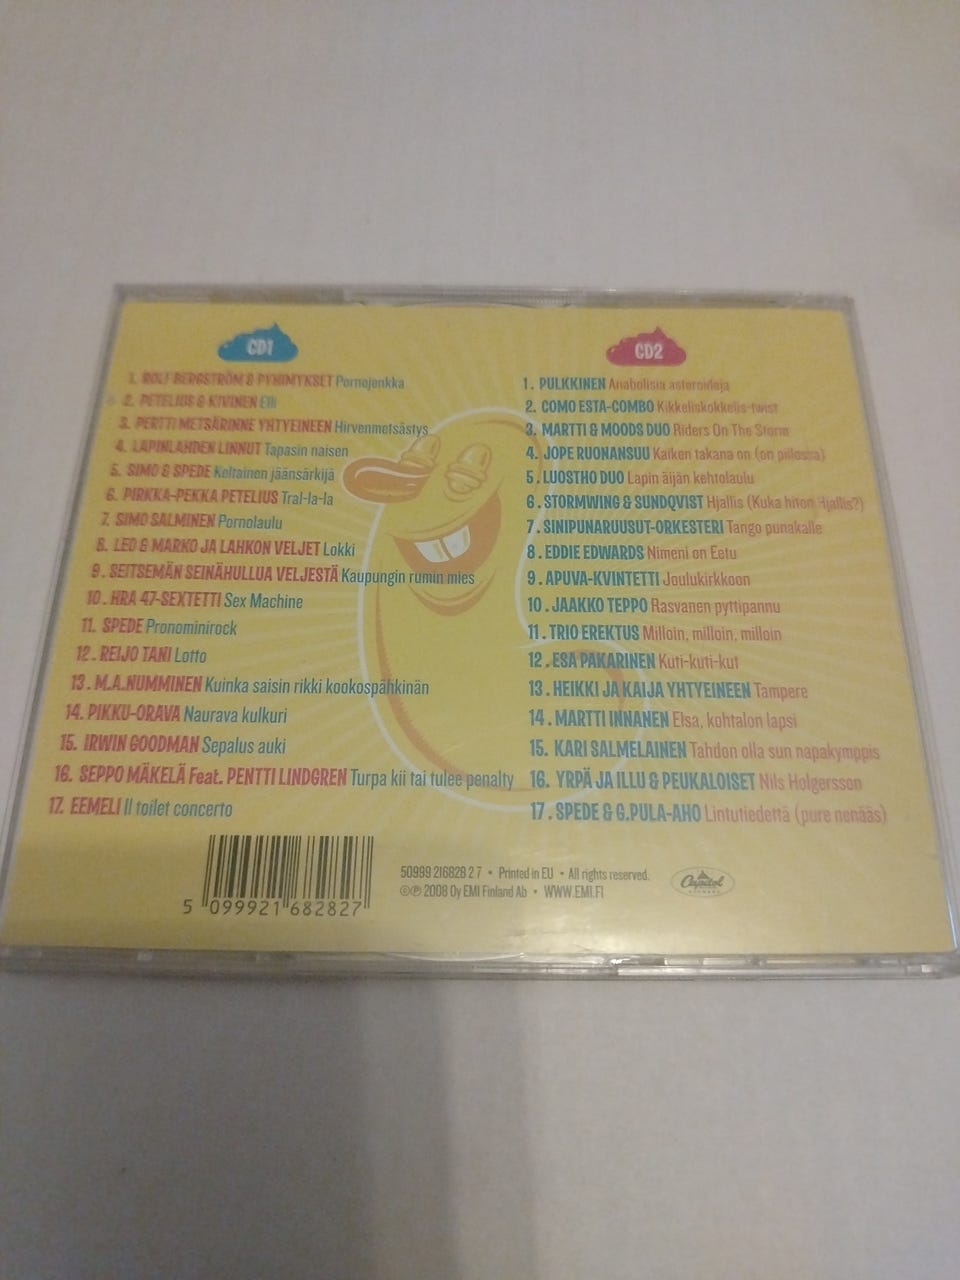 CD1
1. ROLF BERGSTRÖM & PYHIMYKSET Pornojenkka
2. PETELIUS & KIVINEN Elli
3. PERTTI METSÄRINNE YHTYEINEEN Hirvenmetsästys
4. LAPINLAHDEN LINNUT Tapasin naisen
5. SIMO & SPEDE Keltainen jäänsärkijä
6. PIRKKA-PEKKA PETELIUS Tral-la-la
7. SIMO SALMINEN Pornolaulu
8. LEO & MARKO JA LAHKON VELJET Lokki
9. SEITSEMÄN SEINÄHULLUA VELJESTÄ Kaupungin rumin mies
10. HRA 47-SEXTETTI Sex Machine
11. SPEDE Pronominirock
12. REIJO TANI Lotto
13. M.A.NUMMINEN Kuinka saisin rikki kookospähkinän
14. PIKKU-ORAVA Naurava kulkuri
15. IRWIN GOODMAN Sepalus auki
16. SEPPO MÄKELÄ Feat. PENTTI LINDGREN Turpa kii tai tulee penalty
17. EEMELI Il toilet concerto
CD2
1. PULKKINEN Anabolisia asteroideja
2. COMO ESTA-COMBO Kikkeliskokkelis-twist
3. MARTTI & MOODS DUO Riders On The Storm
4. JOPE RUONANSUU Kaiken takana on (on piilossa)
5. LUOSTHO DUO Lapin äijän kehtolaulu
6. STORMWING & SUNDQVIST Hjallis (Kuka hiton Hjallis?)
7. SINIPUNARUUSUT-ORKESTERI Tango punakalle
8. EDDIE EDWARDS Nimeni on Eetu
9. APUVA-KVINTETTI Joulukirkkoon
10. JAAKKO TEPPO Rasvanen pyttipannu
11. TRIO EREKTUS Milloin, milloin, milloin
12. ESA PAKARINEN Kuti-kuti-kut
13. HEIKKI JA KAIJA YHTYEINEEN Tampere
14. MARTTI INNANEN Elsa, kohtalon lapsi
15. KARI SALMELAINEN Tahdon olla sun napakymppis
16. YRPÄ JA ILLU & PEUKALOISET Nils Holgersson
17. SPEDE & G.PULA-AHO Lintutiedettä (pure nenääs)
5 099921 682827
50999 216828 2 7 • Printed in EU • All rights reserved.
©℗ 2008 Oy EMI Finland Ab • WWW.EMI.FI
Capitol